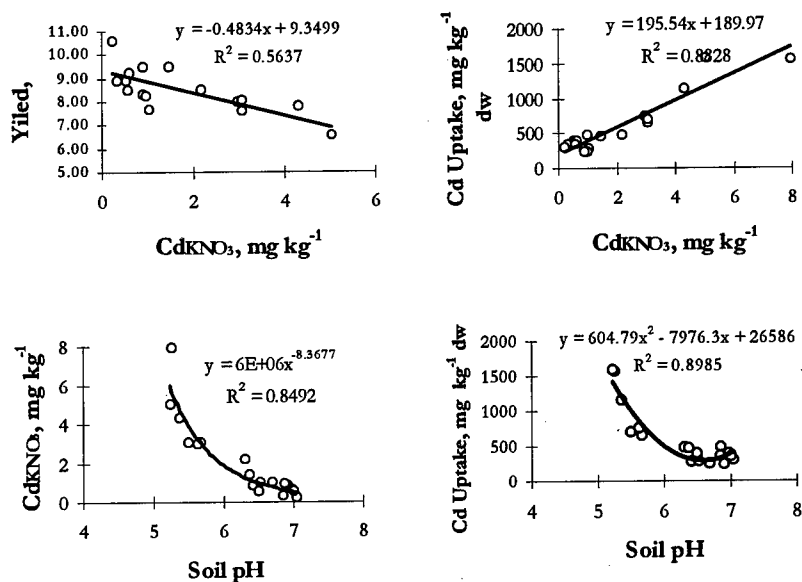 y = -0.4834x + 9.3499
R² = 0.5637
Yiled,
11.00
10.00
9.00
8.00
7.00
6.00
5.00
0 2 4 6
CdKNO₃, mg kg⁻¹
y = 195.54x + 189.97
R² = 0.8828
Cd Uptake, mg kg⁻¹
dw
2000
1500
1000
500
0
0 2 4 6 8
CdKNO₃, mg kg⁻¹
y = 6E+06x⁻⁸·³⁶⁷⁷
R² = 0.8492
CdKNO₃, mg kg⁻¹
8
6
4
2
0
4 5 6 7 8
Soil pH
y = 604.79x² - 7976.3x + 26586
R² = 0.8985
Cd Uptake, mg kg⁻¹ dw
2000
1500
1000
500
0
4 5 6 7 8
Soil pH